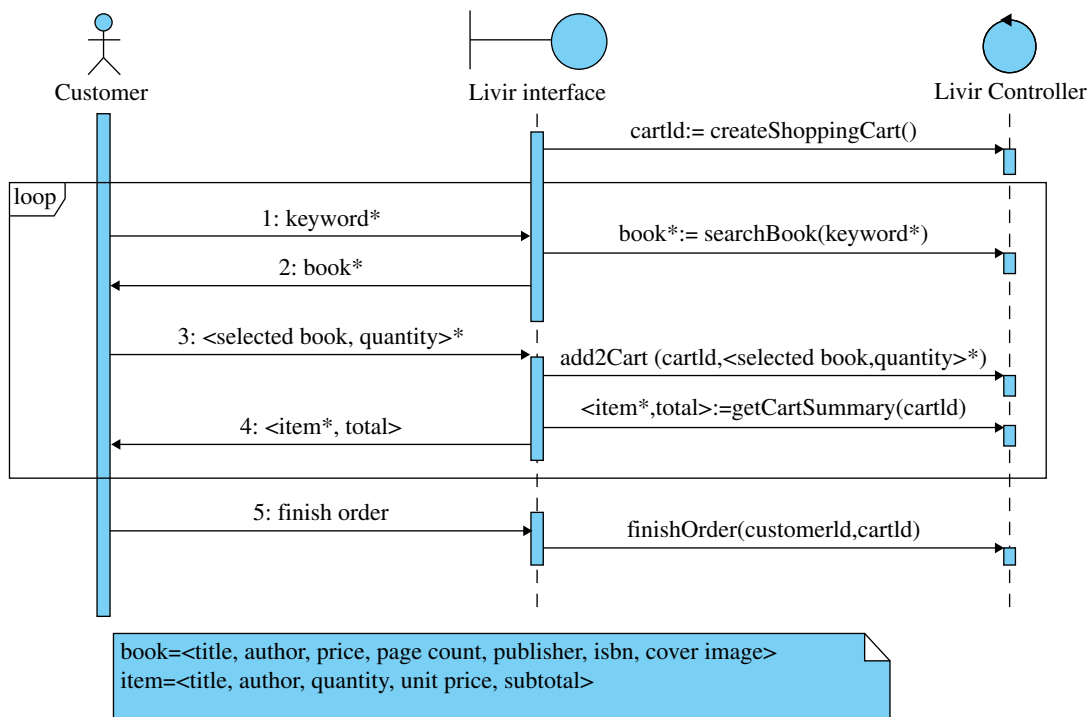 Customer
Livir interface
Livir Controller
cartId:= createShoppingCart()
loop
1: keyword*
book*:= searchBook(keyword*)
2: book*
3: <selected book, quantity>*
add2Cart (cartId,<selected book,quantity>*)
<item*,total>:=getCartSummary(cartId)
4: <item*, total>
5: finish order
finishOrder(customerId,cartId)
book=<title, author, price, page count, publisher, isbn, cover image>
item=<title, author, quantity, unit price, subtotal>